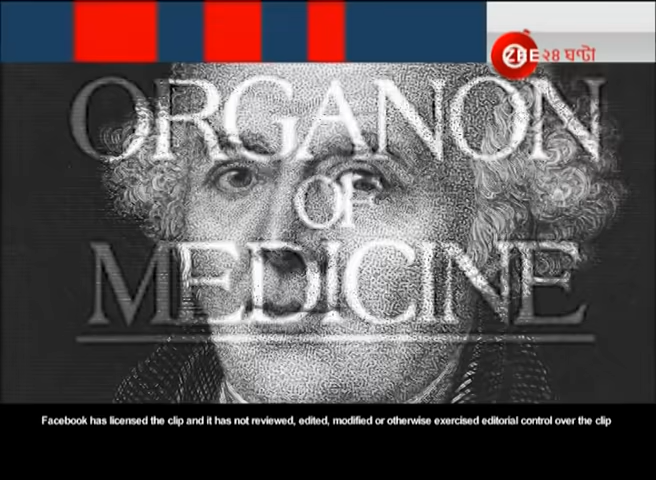 ZEE ২৪ ঘণ্টা
ORGANON
OF
MEDICINE
Facebook has licensed the clip and it has not reviewed, edited, modified or otherwise exercised editorial control over the clip